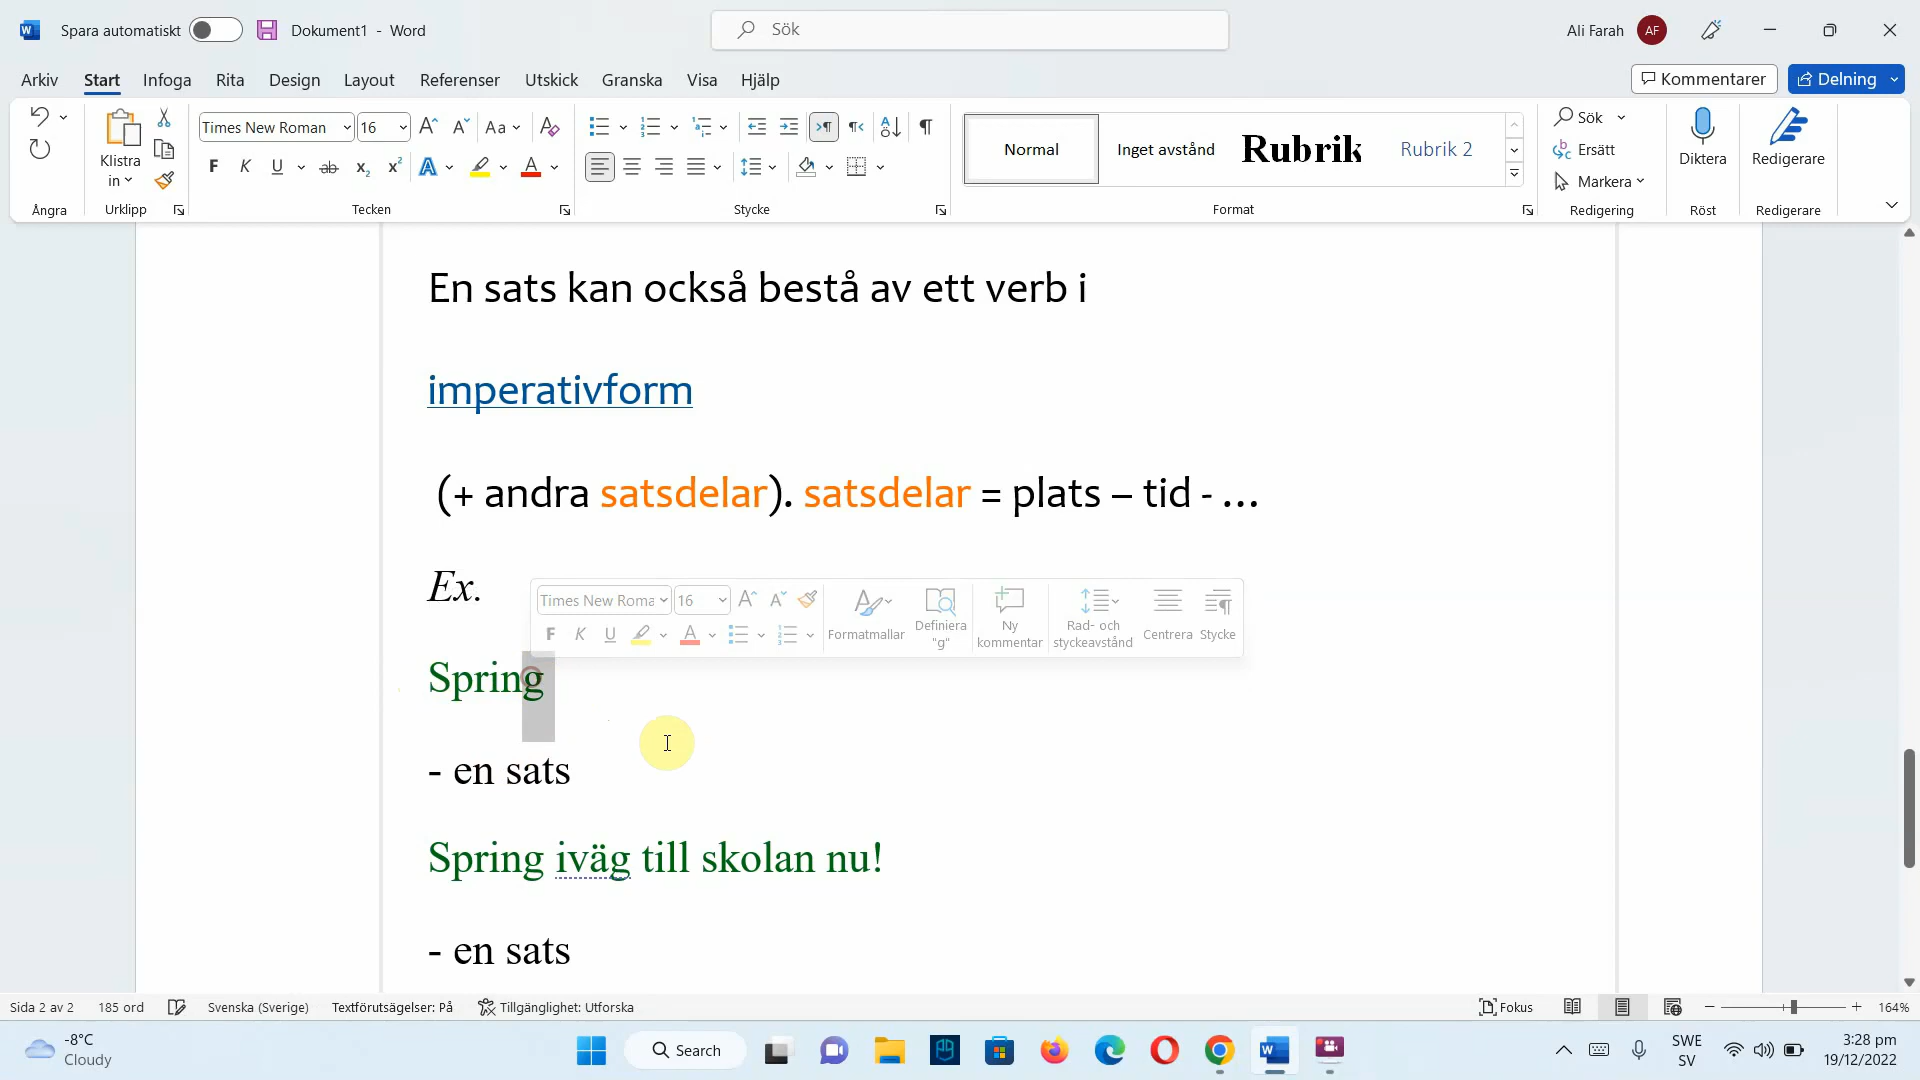 Spara automatiskt
Dokument1 - Word
Sök
Ali Farah
AF
Arkiv Start Infoga Rita Design Layout Referenser Utskick Granska Visa Hjälp
Kommentarer
Delning
Klistra
in
Ångra
Urklipp
Times New Roman 16
Aa
F K U ab x₂ x² A A
Tecken
Stycke
Normal
Inget avstånd
Rubrik
Rubrik 2
Format
Sök
Ersätt
Markera
Redigering
Diktera
Röst
Redigerare
Redigerare
En sats kan också bestå av ett verb i
imperativform
(+ andra satsdelar). satsdelar = plats – tid - ...
Ex.
Times New Roma 16
F K U
Formatmallar
Definiera
"g"
Ny
kommentar
Rad- och
styckeavstånd
Centrera
Stycke
Spring
- en sats
Spring iväg till skolan nu!
- en sats
Sida 2 av 2 185 ord Svenska (Sverige) Textförutsägelser: På Tillgänglighet: Utforska
Fokus
164%
-8°C
Cloudy
Search
SWE
SV
3:28 pm
19/12/2022